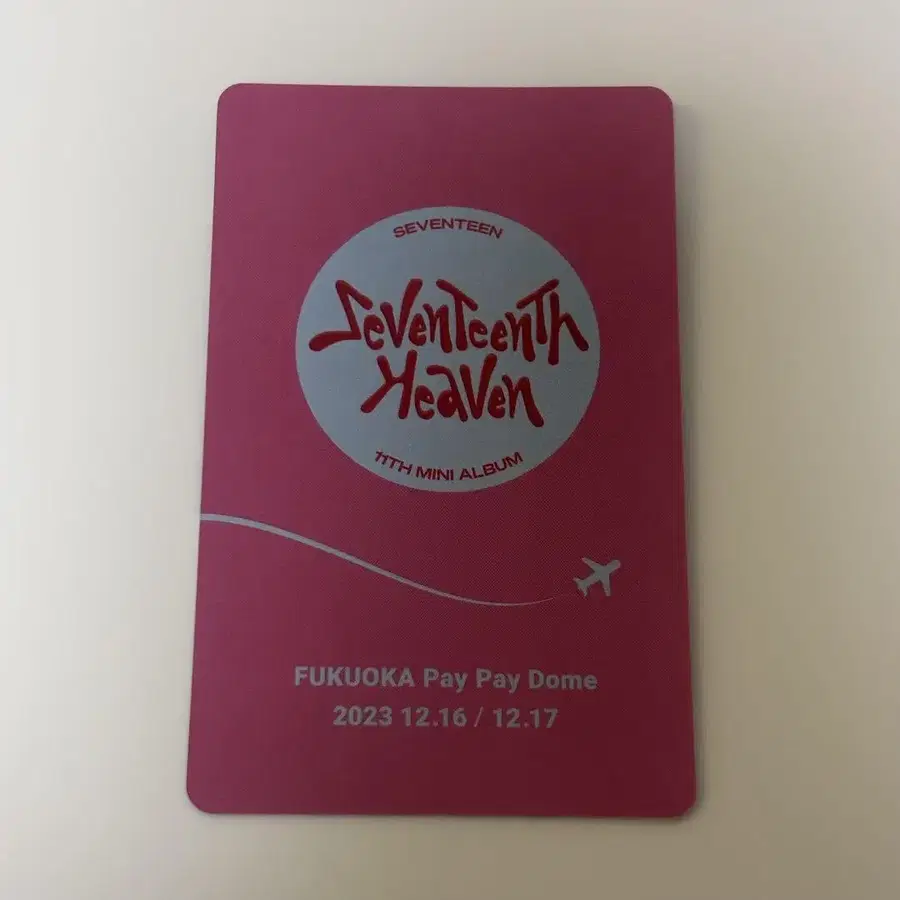 SEVENTEEN
SeVenTeenTh
HeaVen
11TH MINI ALBUM
FUKUOKA Pay Pay Dome
2023 12.16 / 12.17